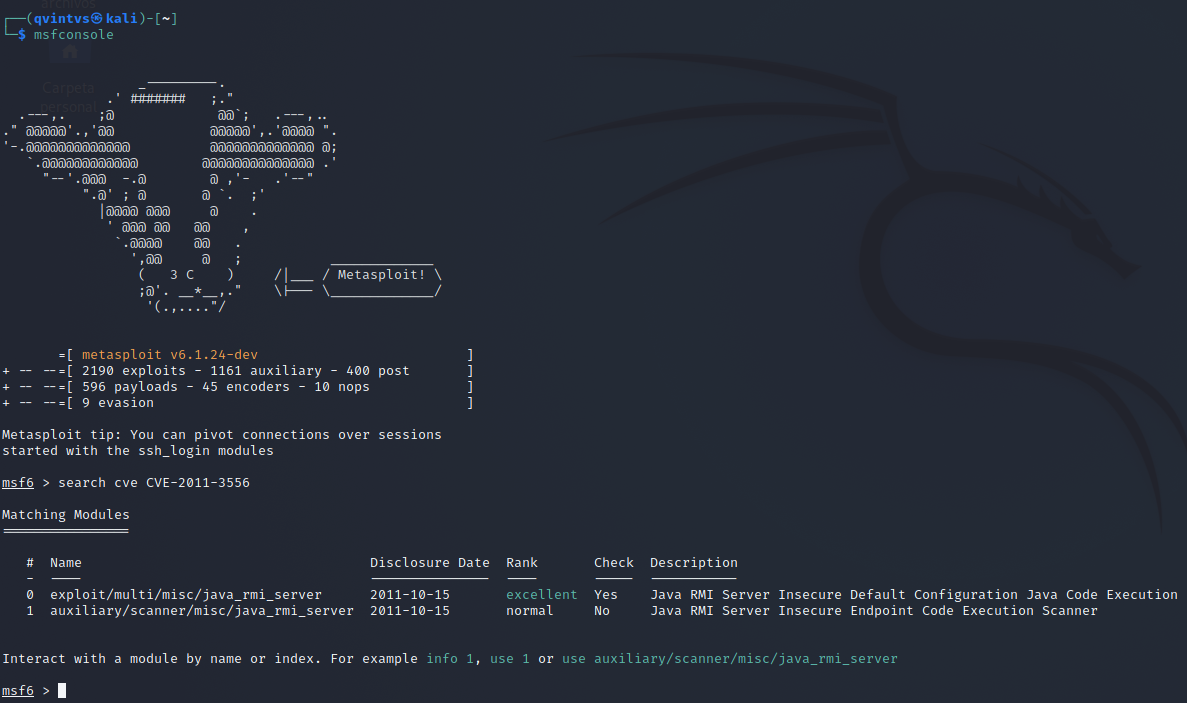 archivos
┌──(qvintvs㉿kali)-[~]
└─$ msfconsole
Carpeta
personal
3 C
Metasploit!
=[ metasploit v6.1.24-dev ]
+ -- --=[ 2190 exploits - 1161 auxiliary - 400 post ]
+ -- --=[ 596 payloads - 45 encoders - 10 nops ]
+ -- --=[ 9 evasion ]
Metasploit tip: You can pivot connections over sessions
started with the ssh_login modules
msf6 > search cve CVE-2011-3556
Matching Modules
================
# Name Disclosure Date Rank Check Description
- ---- --------------- ---- ----- -----------
0 exploit/multi/misc/java_rmi_server 2011-10-15 excellent Yes Java RMI Server Insecure Default Configuration Java Code Execution
1 auxiliary/scanner/misc/java_rmi_server 2011-10-15 normal No Java RMI Server Insecure Endpoint Code Execution Scanner
Interact with a module by name or index. For example info 1, use 1 or use auxiliary/scanner/misc/java_rmi_server
msf6 >